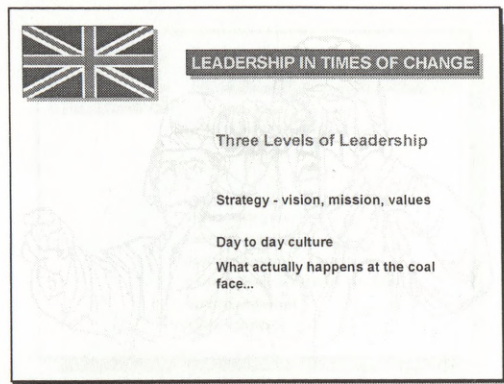 LEADERSHIP IN TIMES OF CHANGE
Three Levels of Leadership
Strategy - vision, mission, values
Day to day culture
What actually happens at the coal
face...